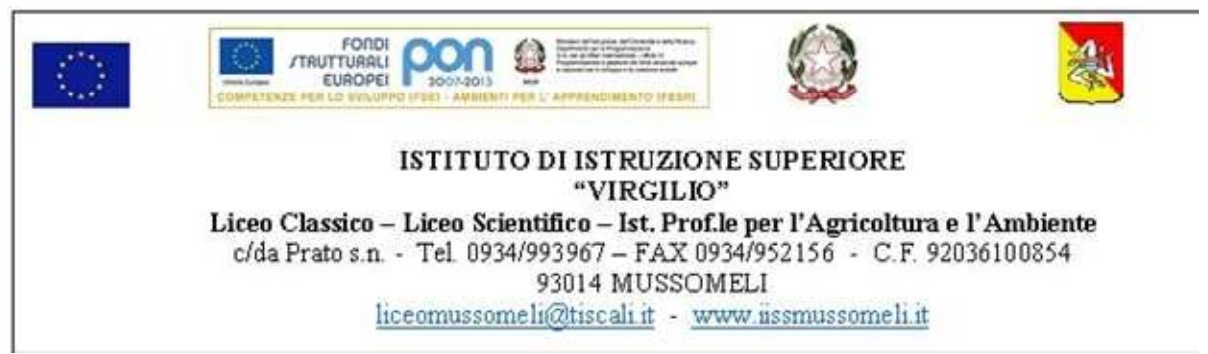 FONDI
STRUTTURALI
EUROPEI
pon
2007-2013
COMPETENZE PER LO SVILUPPO (FSE) - AMBIENTI PER L'APPRENDIMENTO (FESR)
ISTITUTO DI ISTRUZIONE SUPERIORE
“VIRGILIO”
Liceo Classico – Liceo Scientifico – Ist. Prof.le per l’Agricoltura e l’Ambiente
c/da Prato s.n. - Tel. 0934/993967 – FAX 0934/952156 - C.F. 92036100854
93014 MUSSOMELI
liceomussomeli@tiscali.it - www.iissmussomeli.it